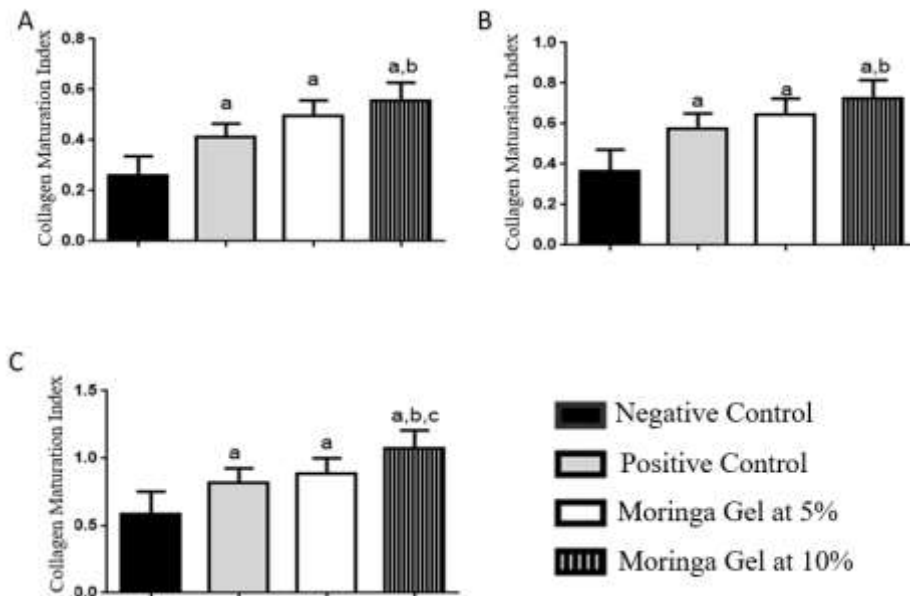 A
Collagen Maturation Index
0.8
0.6
0.4
0.2
0.0
a
a
a,b
B
Collagen Maturation Index
1.0
0.8
0.6
0.4
0.2
0.0
a
a
a,b
C
Collagen Maturation Index
1.5
1.0
0.5
0.0
a
a
a,b,c
Negative Control
Positive Control
Moringa Gel at 5%
Moringa Gel at 10%